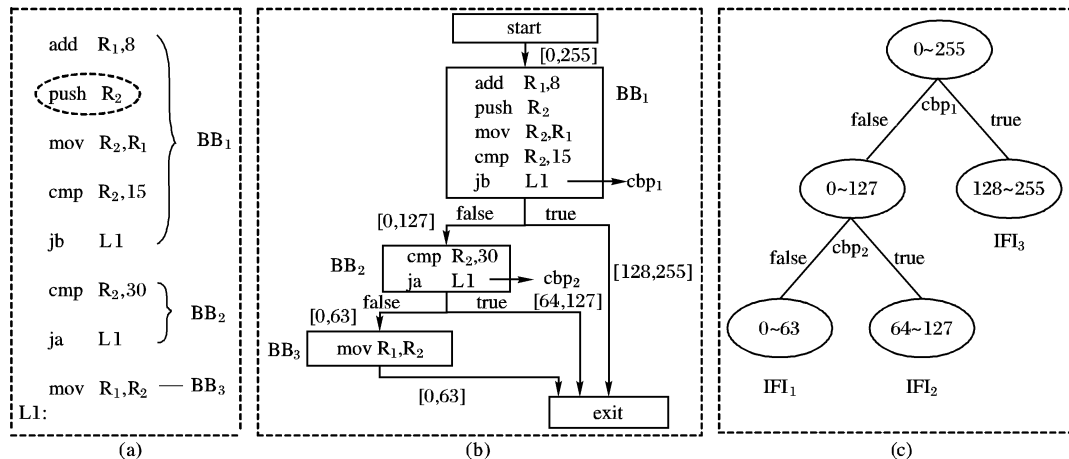 add R1,8
push R2
mov R2,R1
cmp R2,15
jb L1
BB1
cmp R2,30
ja L1
BB2
mov R1,R2
BB3
L1:
(a)
start
[0,255]
add R1,8
push R2
mov R2,R1
cmp R2,15
jb L1
BB1
cbp1
false
true
[0,127]
BB2
cmp R2,30
ja L1
cbp2
[128,255]
false
true
[64,127]
[0,63]
BB3
mov R1,R2
[0,63]
exit
(b)
0~255
cbp1
false
true
0~127
128~255
IFI3
cbp2
false
true
0~63
64~127
IFI1
IFI2
(c)